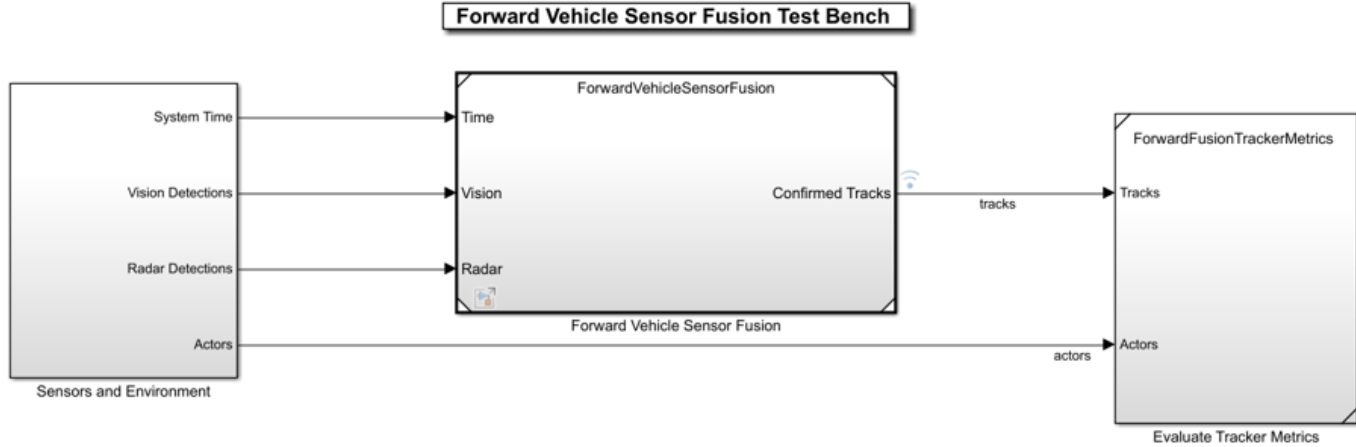 Forward Vehicle Sensor Fusion Test Bench
System Time
Vision Detections
Radar Detections
Actors
Sensors and Environment
ForwardVehicleSensorFusion
Time
Vision
Radar
Confirmed Tracks
Forward Vehicle Sensor Fusion
tracks
actors
ForwardFusionTrackerMetrics
Tracks
Actors
Evaluate Tracker Metrics